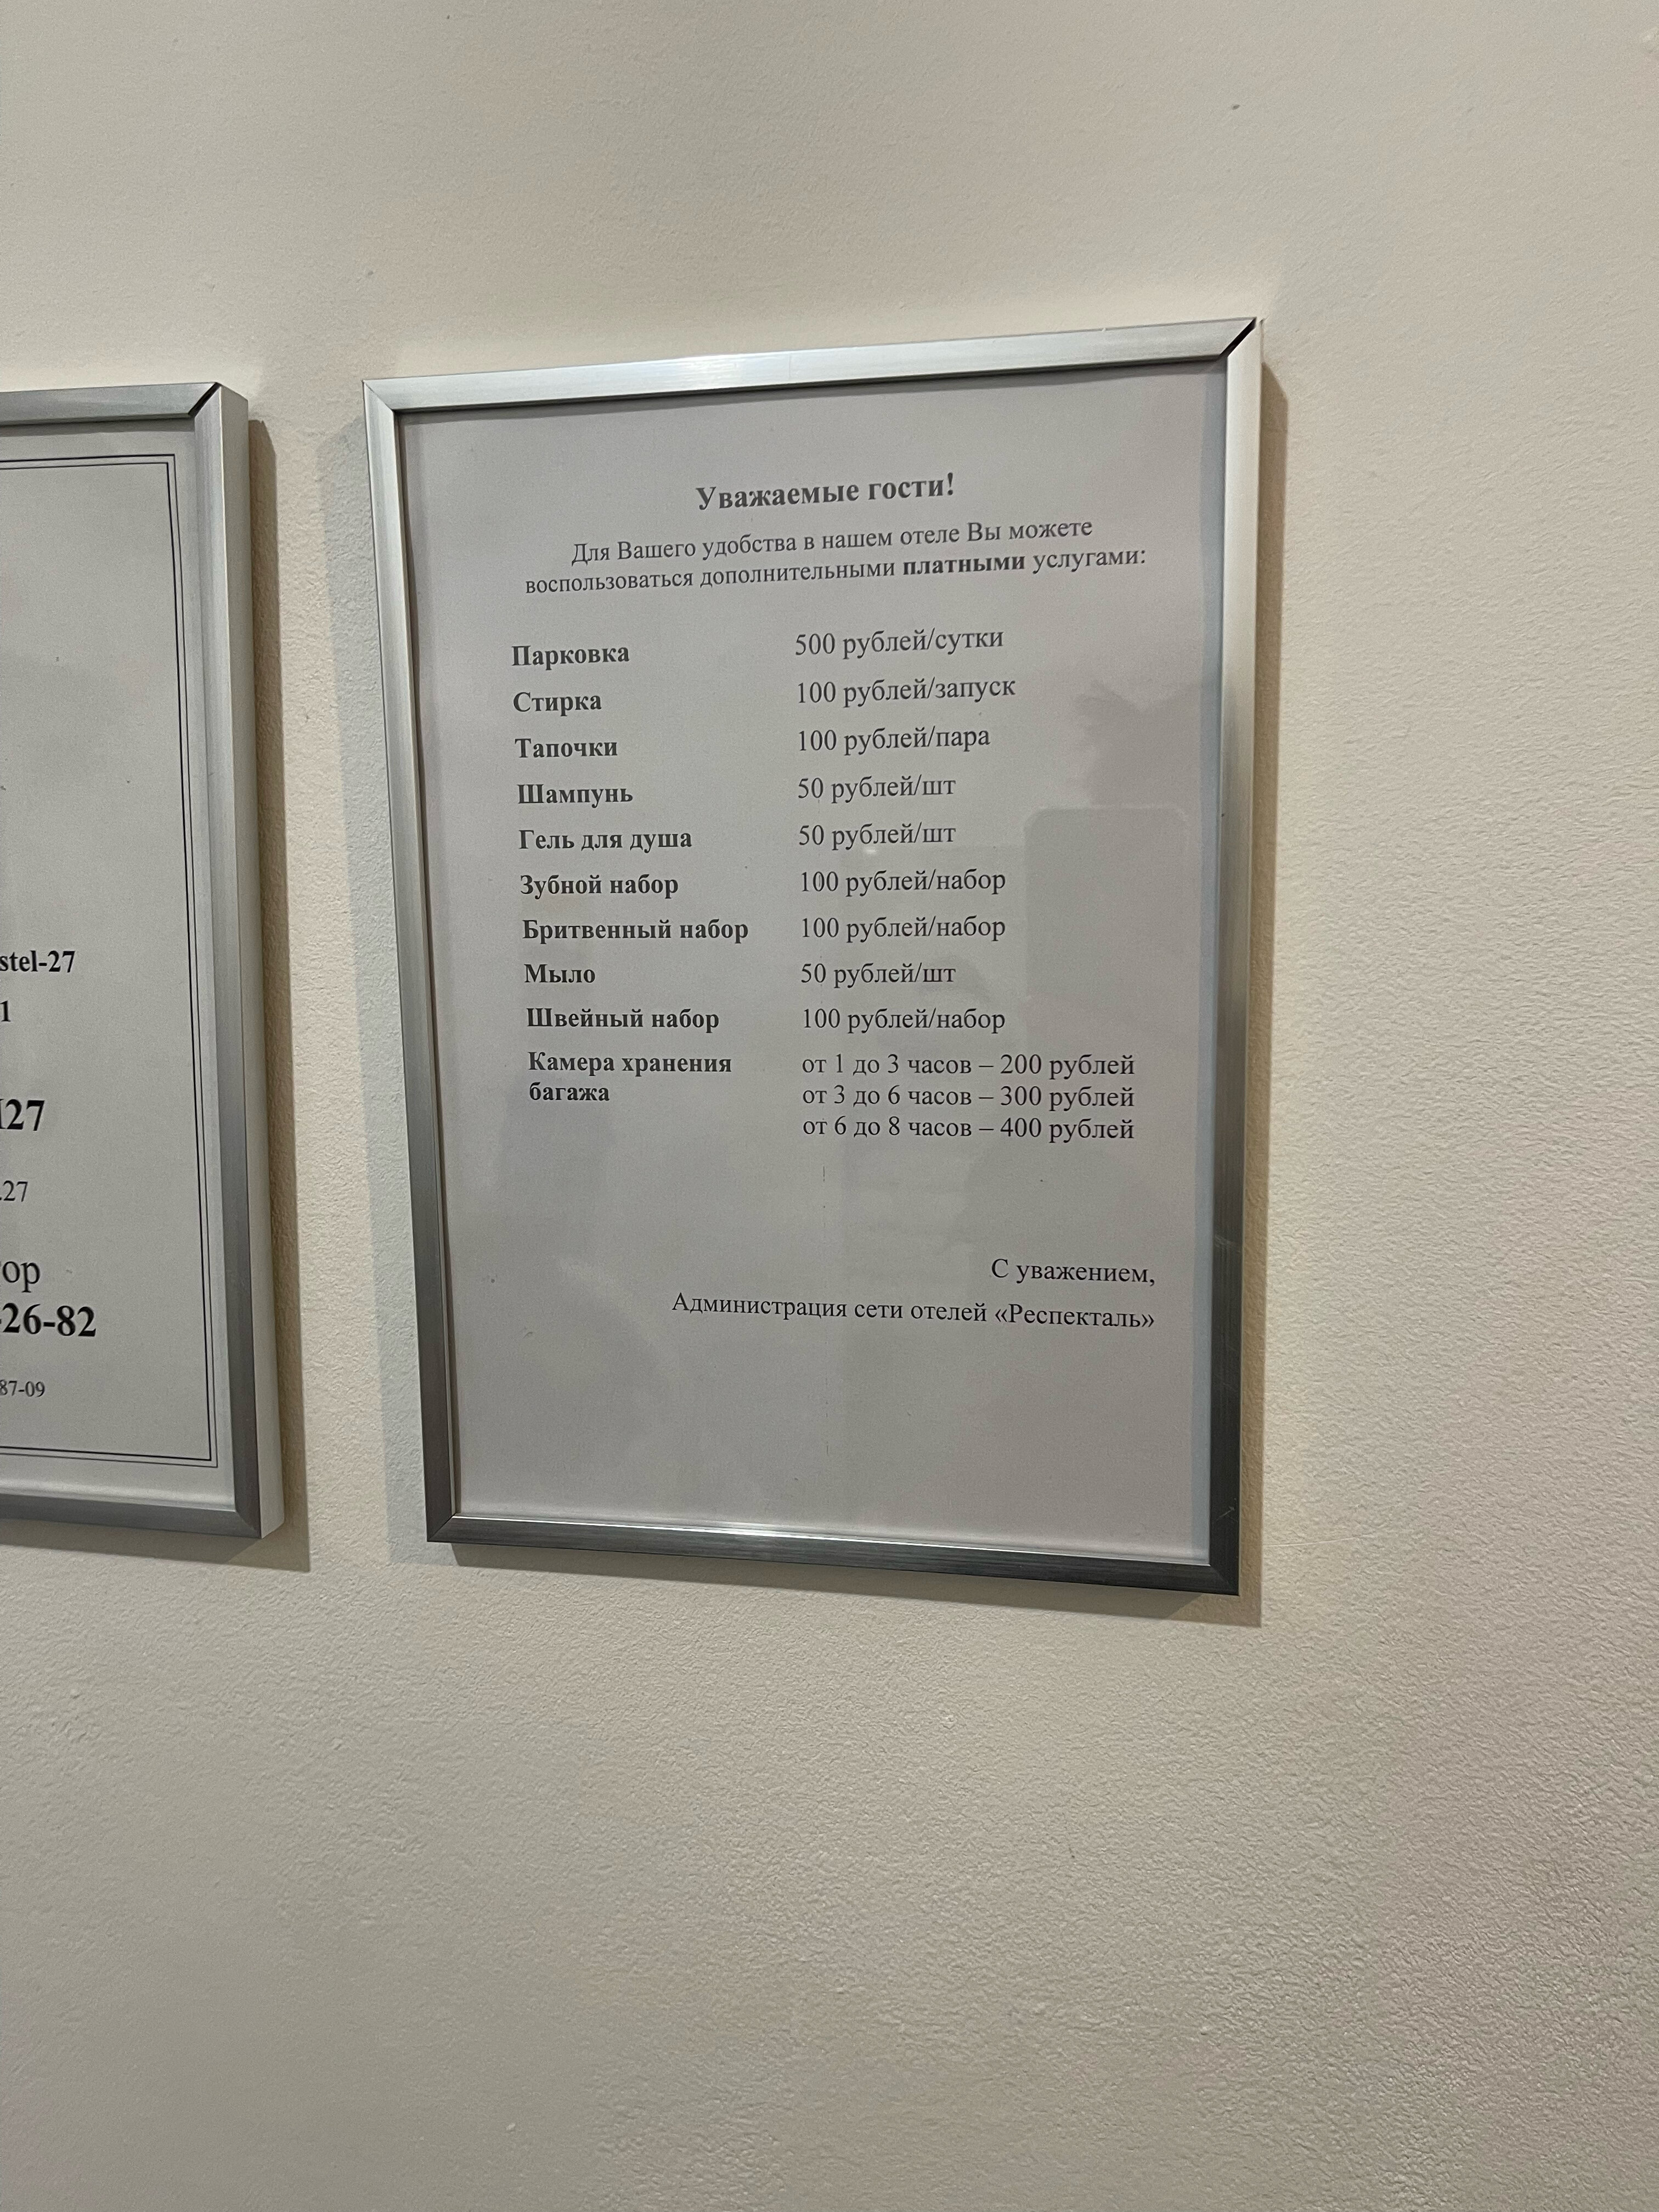 Уважаемые гости!
Для Вашего удобства в нашем отеле Вы можете
воспользоваться дополнительными платными услугами:
Парковка 500 рублей/сутки
Стирка 100 рублей/запуск
Тапочки 100 рублей/пара
Шампунь 50 рублей/шт
Гель для душа 50 рублей/шт
Зубной набор 100 рублей/набор
Бритвенный набор 100 рублей/набор
Мыло 50 рублей/шт
Швейный набор 100 рублей/набор
Камера хранения от 1 до 3 часов – 200 рублей
багажа от 3 до 6 часов – 300 рублей
от 6 до 8 часов – 400 рублей
С уважением,
Администрация сети отелей «Респекталь»
stel-27
1
27
.27
ор
-26-82
87-09